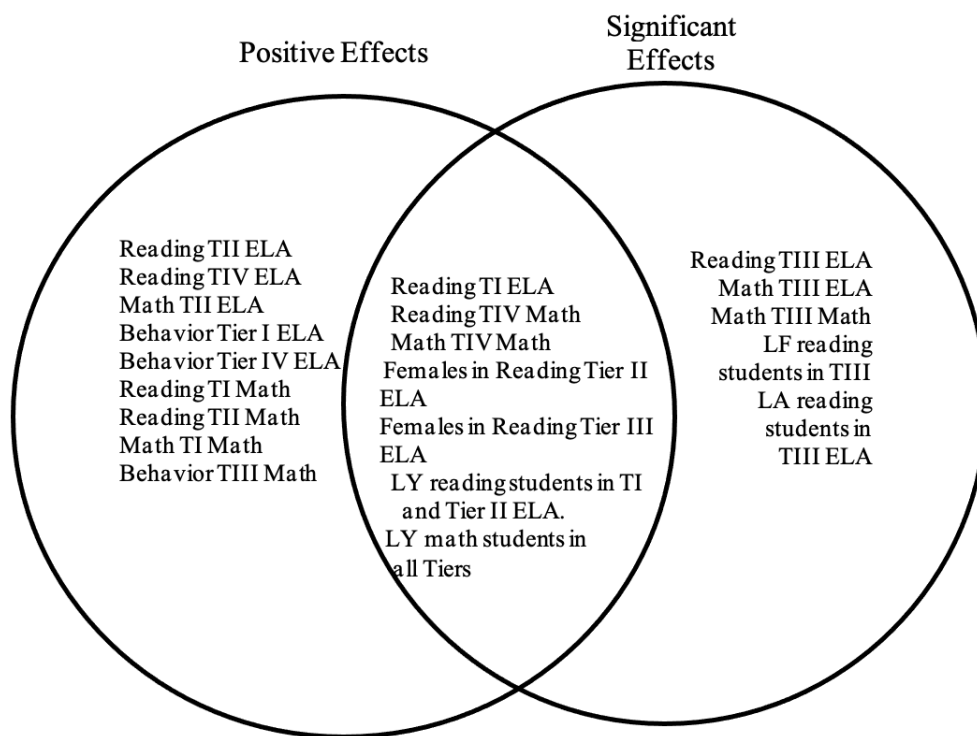 Positive Effects
Significant
Effects
Reading TII ELA
Reading TIV ELA
Math TII ELA
Behavior Tier I ELA
Behavior Tier IV ELA
Reading TI Math
Reading TII Math
Math TI Math
Behavior TIII Math
Reading TI ELA
Reading TIV Math
Math TIV Math
Females in Reading Tier II
ELA
Females in Reading Tier III
ELA
LY reading students in TI
and Tier II ELA.
LY math students in
all Tiers
Reading TIII ELA
Math TIII ELA
Math TIII Math
LF reading
students in TIII
LA reading
students in
TIII ELA